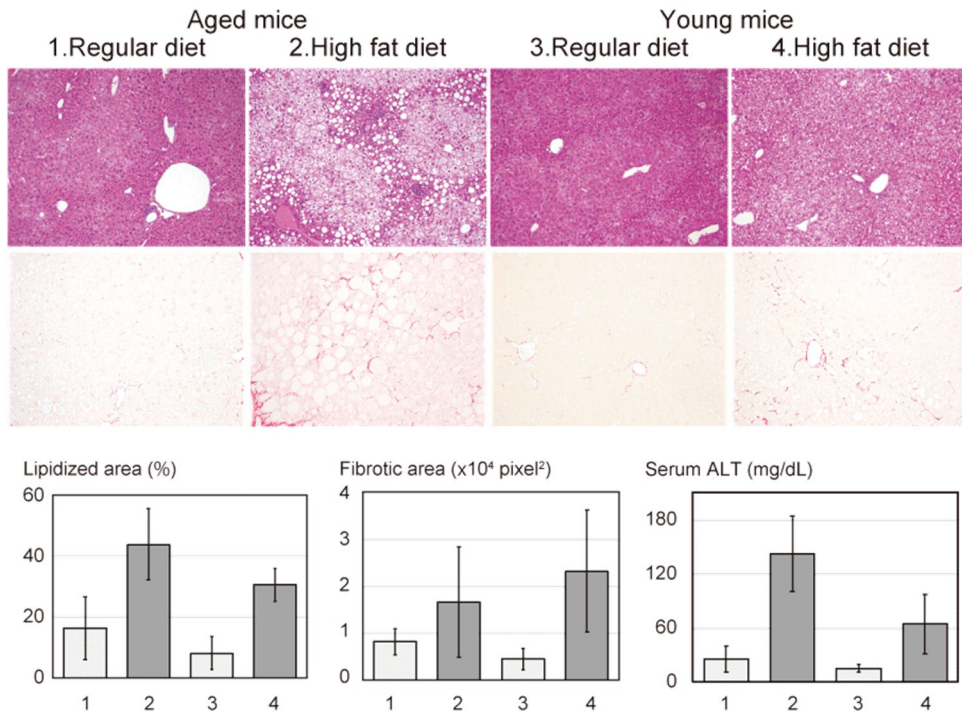 Aged mice
Young mice
1.Regular diet
2.High fat diet
3.Regular diet
4.High fat diet
Lipidized area (%)
60
40
20
0
1 2 3 4
Fibrotic area (x10⁴ pixel²)
4
3
2
1
0
1 2 3 4
Serum ALT (mg/dL)
180
120
60
0
1 2 3 4